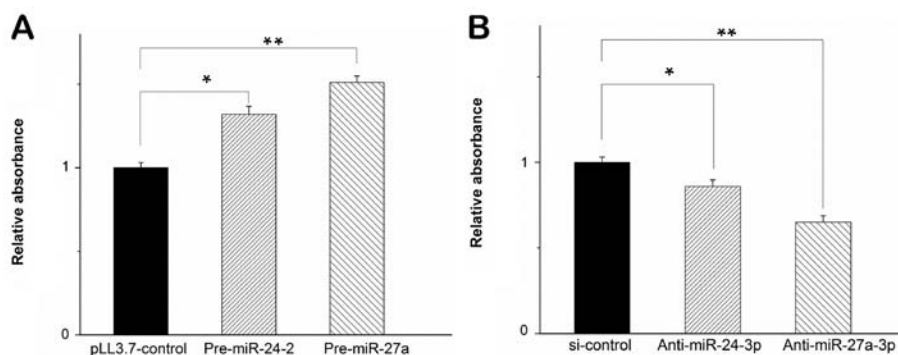 A
**
*
Relative absorbance
1
0
pLL3.7-control Pre-miR-24-2 Pre-miR-27a
B
**
*
Relative absorbance
1
0
si-control Anti-miR-24-3p Anti-miR-27a-3p